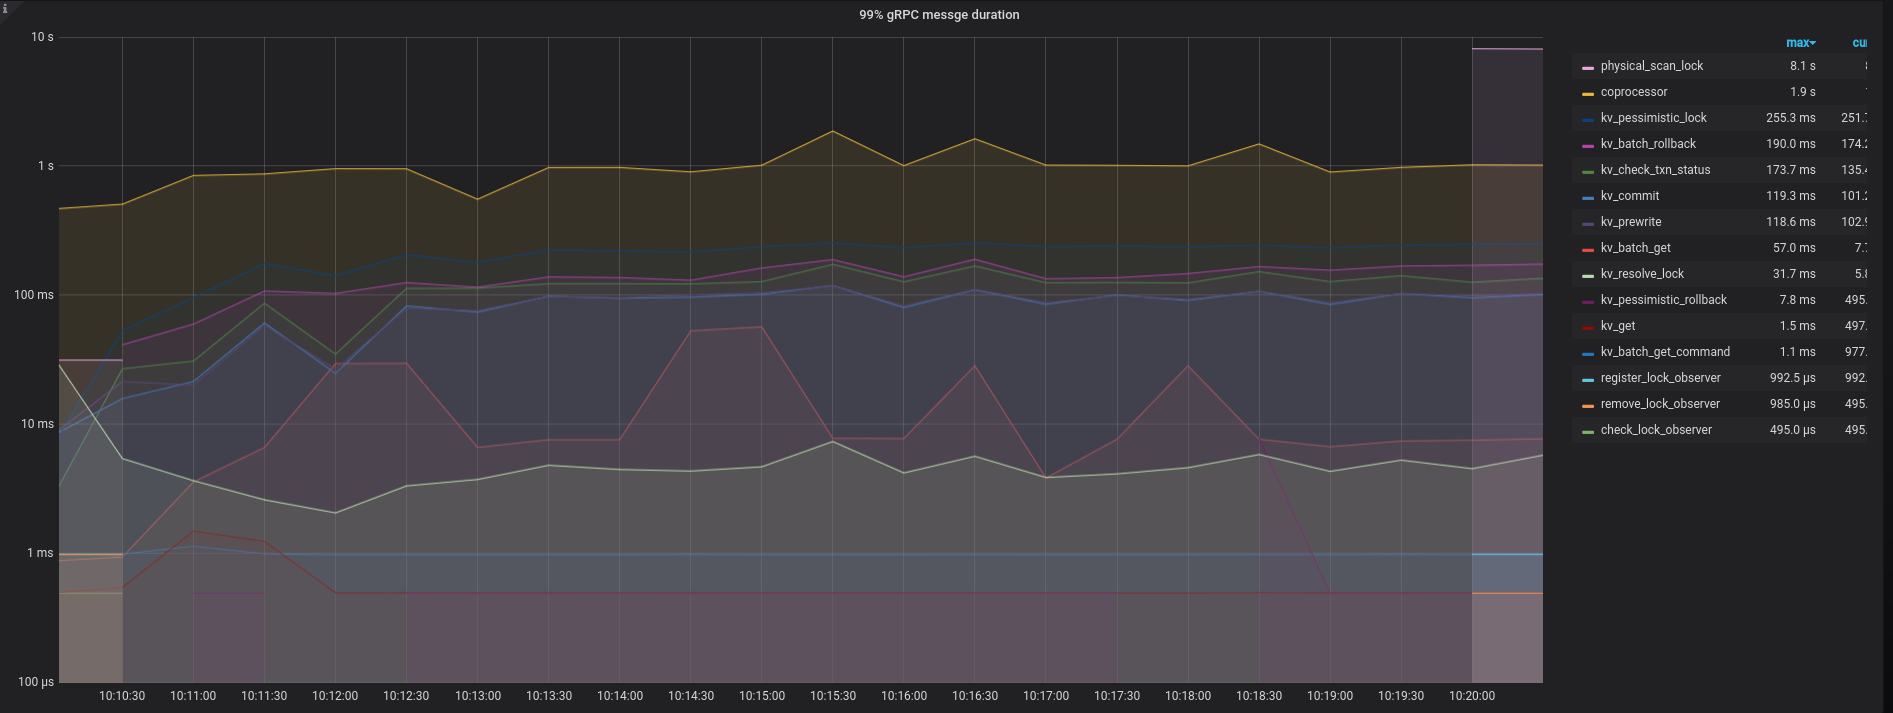 i
99% gRPC messge duration
10 s
1 s
100 ms
10 ms
1 ms
100 µs
10:10:30 10:11:00 10:11:30 10:12:00 10:12:30 10:13:00 10:13:30 10:14:00 10:14:30 10:15:00 10:15:30 10:16:00 10:16:30 10:17:00 10:17:30 10:18:00 10:18:30 10:19:00 10:19:30 10:20:00
max
physical_scan_lock 8.1 s
coprocessor 1.9 s
kv_pessimistic_lock 255.3 ms 251.
kv_batch_rollback 190.0 ms 174.
kv_check_txn_status 173.7 ms 135.
kv_commit 119.3 ms 101.
kv_prewrite 118.6 ms 102.
kv_batch_get 57.0 ms 7.
kv_resolve_lock 31.7 ms 5.
kv_pessimistic_rollback 7.8 ms 495.
kv_get 1.5 ms 497.
kv_batch_get_command 1.1 ms 977.
register_lock_observer 992.5 µs 992.
remove_lock_observer 985.0 µs 495.
check_lock_observer 495.0 µs 495.